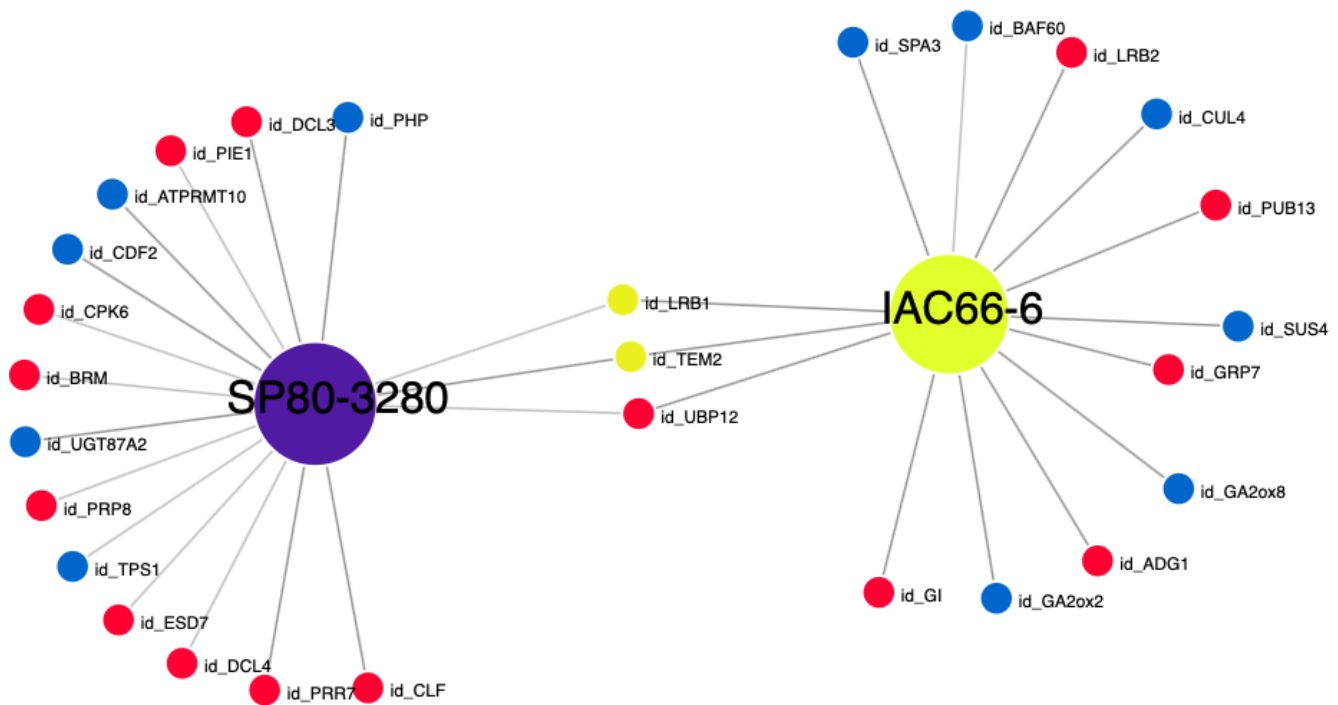 id_BAF60
id_SPA3
id_LRB2
id_CUL4
id_PHP
id_DCL3
id_PIE1
id_ATPRMT10
id_PUB13
id_CDF2
id_LRB1
IAC66-6
id_CPK6
id_SUS4
id_TEM2
id_GRP7
id_BRM
SP80-3280
id_UBP12
id_UGT87A2
id_GA2ox8
id_PRP8
id_TPS1
id_ADG1
id_GI
id_GA2ox2
id_ESD7
id_DCL4
id_PRR7
id_CLF